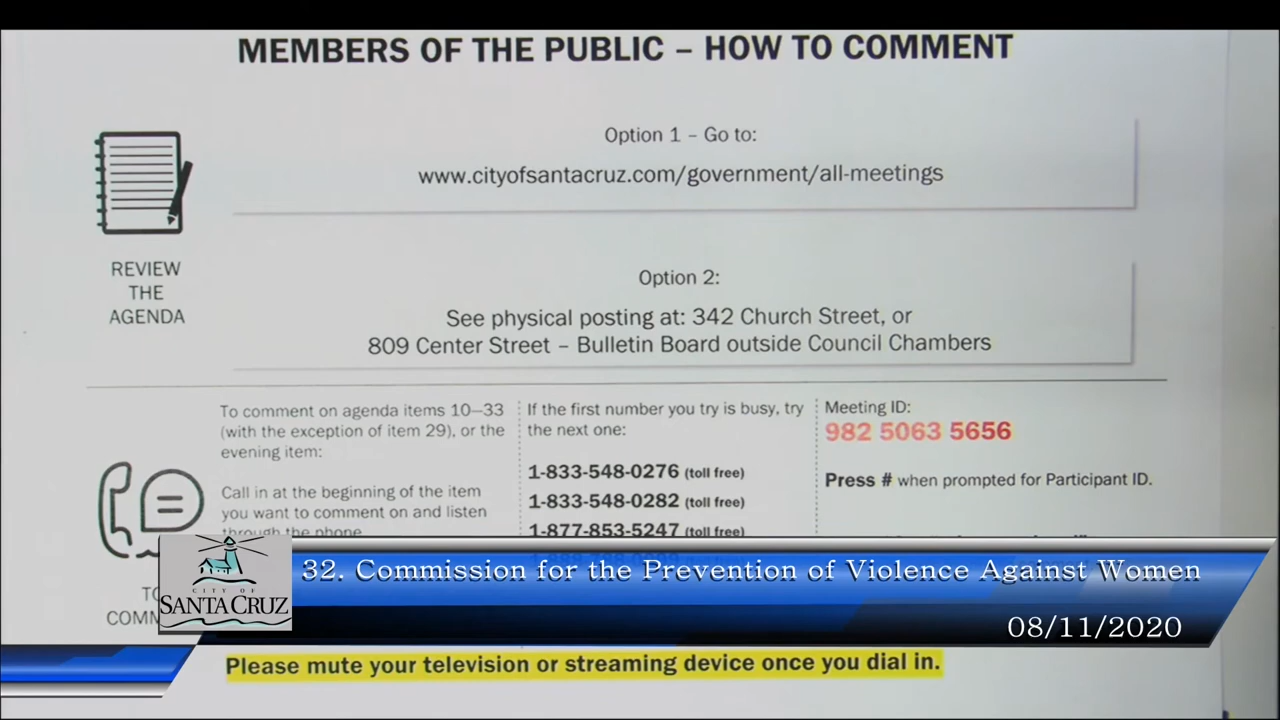 MEMBERS OF THE PUBLIC – HOW TO COMMENT
Option 1 – Go to:
www.cityofsantacruz.com/government/all-meetings
REVIEW
THE
AGENDA
Option 2:
See physical posting at: 342 Church Street, or
809 Center Street – Bulletin Board outside Council Chambers
To comment on agenda items 10–33
(with the exception of item 29), or the
evening item:
Call in at the beginning of the item
you want to comment on and listen
through the phone
If the first number you try is busy, try
the next one:
1-833-548-0276 (toll free)
1-833-548-0282 (toll free)
1-877-853-5247 (toll free)
Meeting ID:
982 5063 5656
Press # when prompted for Participant ID.
CITY OF
SANTA CRUZ
32. Commission for the Prevention of Violence Against Women
08/11/2020
Please mute your television or streaming device once you dial in.